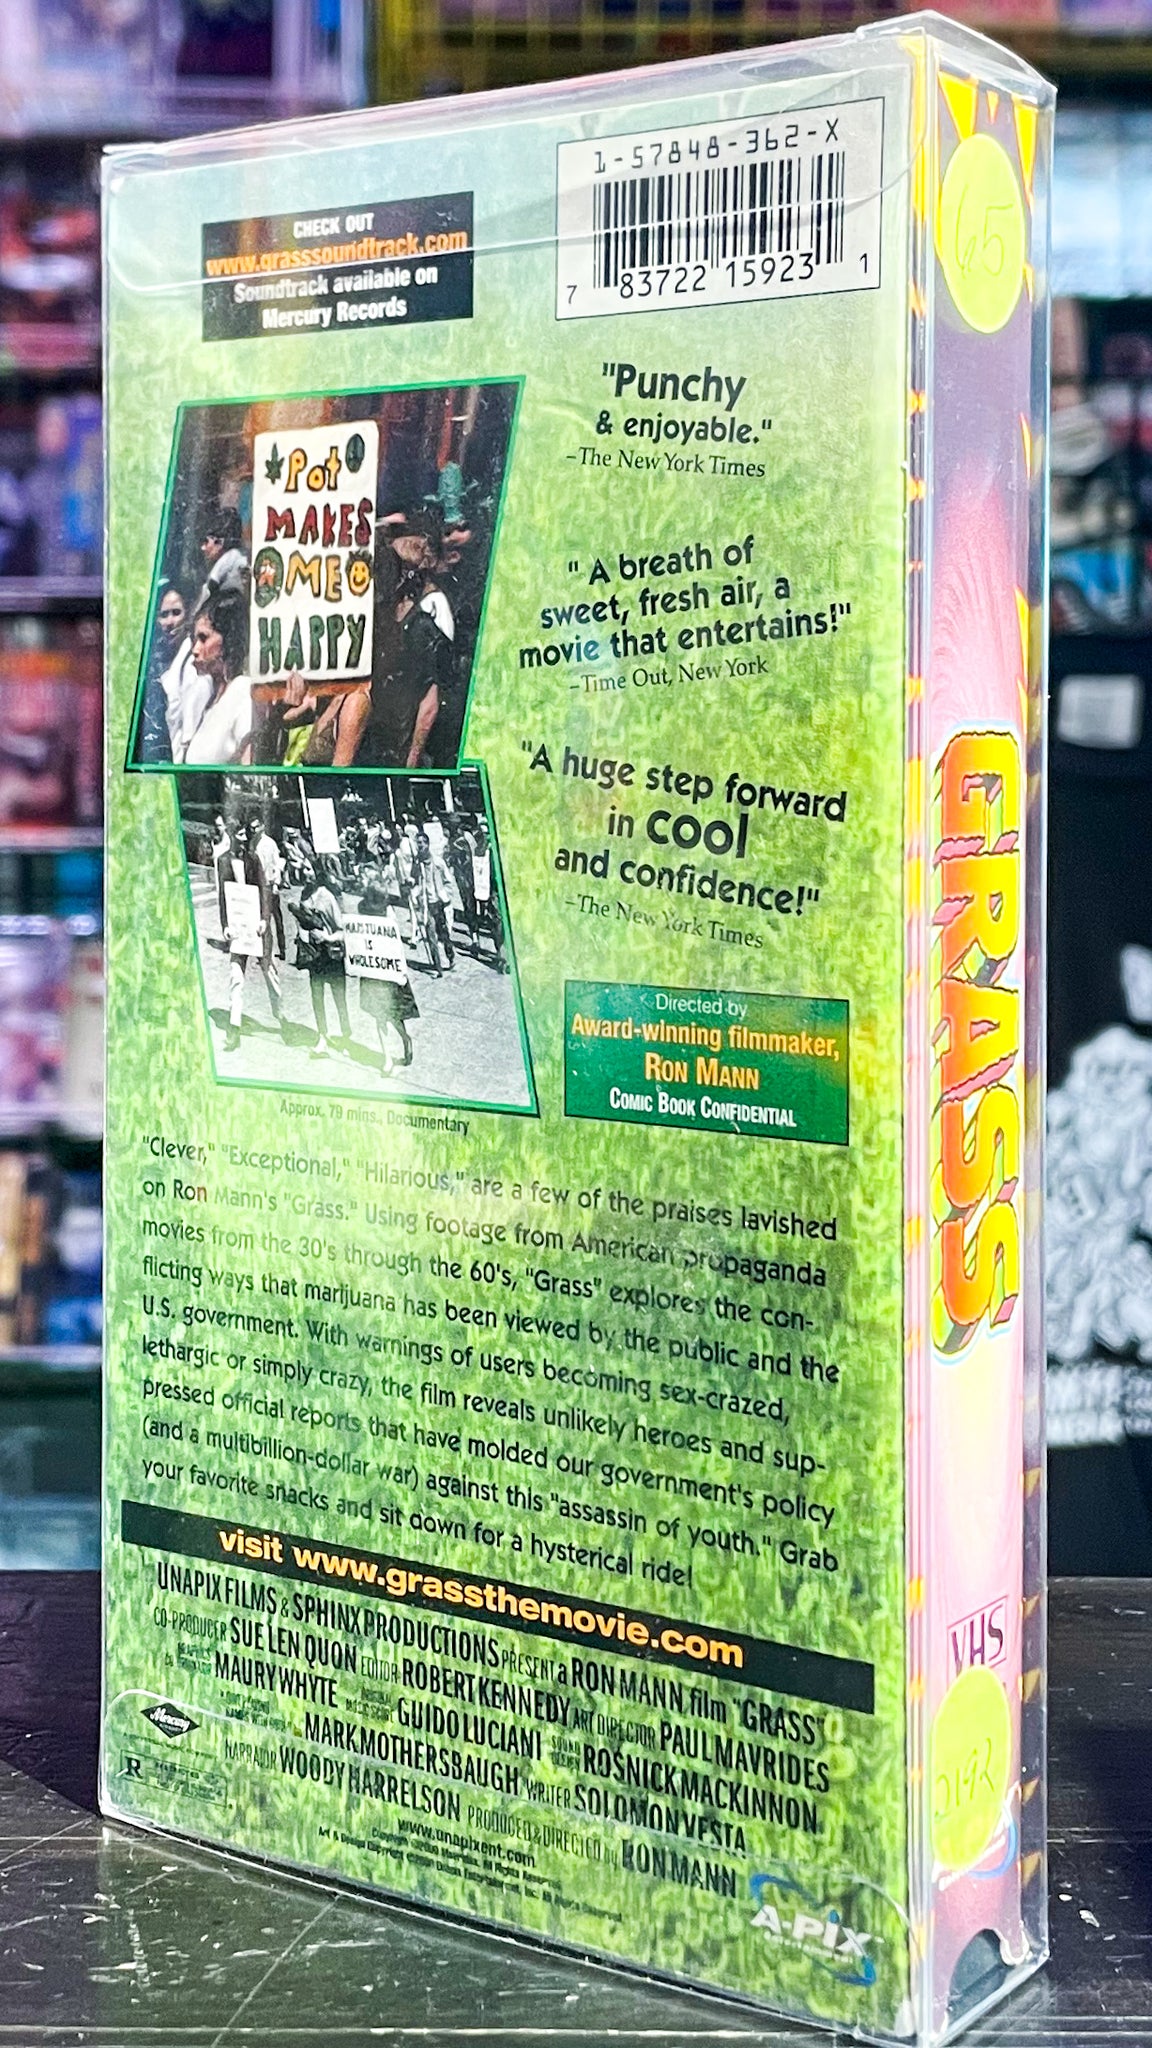 1-57848-362-X
7 83722 15923 1
CHECK OUT
www.grasssoundtrack.com
Soundtrack available on
Mercury Records
Pot
MAKES
ME
HAPPY
MARIJUANA
IS
WHOLESOME
"Punchy
& enjoyable."
–The New York Times
" A breath of
sweet, fresh air, a
movie that entertains!"
–Time Out, New York
"A huge step forward
in cool
and confidence!"
–The New York Times
Directed by
Award-winning filmmaker,
RON MANN
COMIC BOOK CONFIDENTIAL
Approx. 79 mins., Documentary
"Clever," "Exceptional," "Hilarious," are a few of the praises lavished
on Ron Mann's "Grass." Using footage from American propaganda
movies from the 30's through the 60's, "Grass" explores the con-
flicting ways that marijuana has been viewed by the public and the
U.S. government. With warnings of users becoming sex-crazed,
lethargic or simply crazy, the film reveals unlikely heroes and sup-
pressed official reports that have molded our government's policy
(and a multibillion-dollar war) against this "assassin of youth." Grab
your favorite snacks and sit down for a hysterical ride!
visit www.grassthemovie.com
UNAPIX FILMS & SPHINX PRODUCTIONS PRESENT a RON MANN film "GRASS"
CO-PRODUCER SUE LEN QUON EDITOR ROBERT KENNEDY ART DIRECTOR PAUL MAVRIDES
MAURY WHYTE GUIDO LUCIANI SOUND DESIGN ROSNICK MACKINNON
MARK MOTHERSBAUGH WRITER SOLOMON VESTA
NARRATOR WOODY HARRELSON PRODUCED & DIRECTED by RON MANN
www.unapixent.com
Mercury
R
A-PIX
65
GRASS
VHS
2192